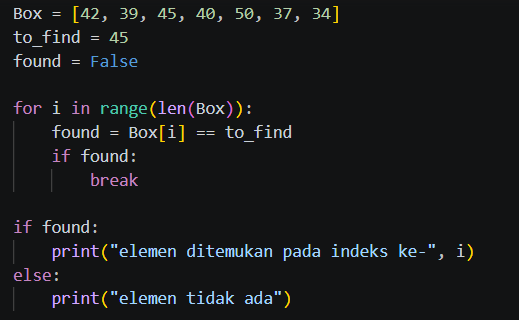 Box = [42, 39, 45, 40, 50, 37, 34]
to_find = 45
found = False

for i in range(len(Box)):
    found = Box[i] == to_find
    if found:
        break

if found:
    print("elemen ditemukan pada indeks ke-", i)
else:
    print("elemen tidak ada")